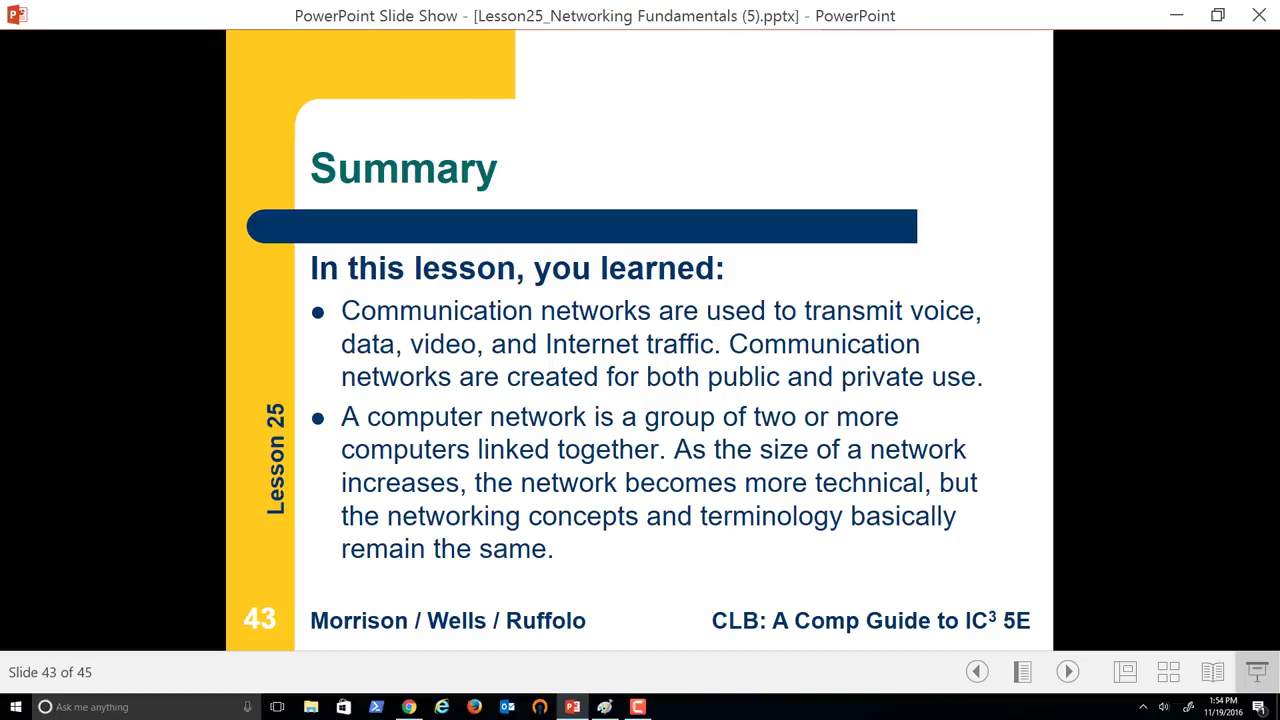 PowerPoint Slide Show - [Lesson25_Networking Fundamentals (5).pptx] - PowerPoint
Summary
In this lesson, you learned:
● Communication networks are used to transmit voice,
data, video, and Internet traffic. Communication
networks are created for both public and private use.
● A computer network is a group of two or more
computers linked together. As the size of a network
increases, the network becomes more technical, but
the networking concepts and terminology basically
remain the same.
Lesson 25
43
Morrison / Wells / Ruffolo
CLB: A Comp Guide to IC³ 5E
Slide 43 of 45
Ask me anything
1:54 PM
11/19/2016